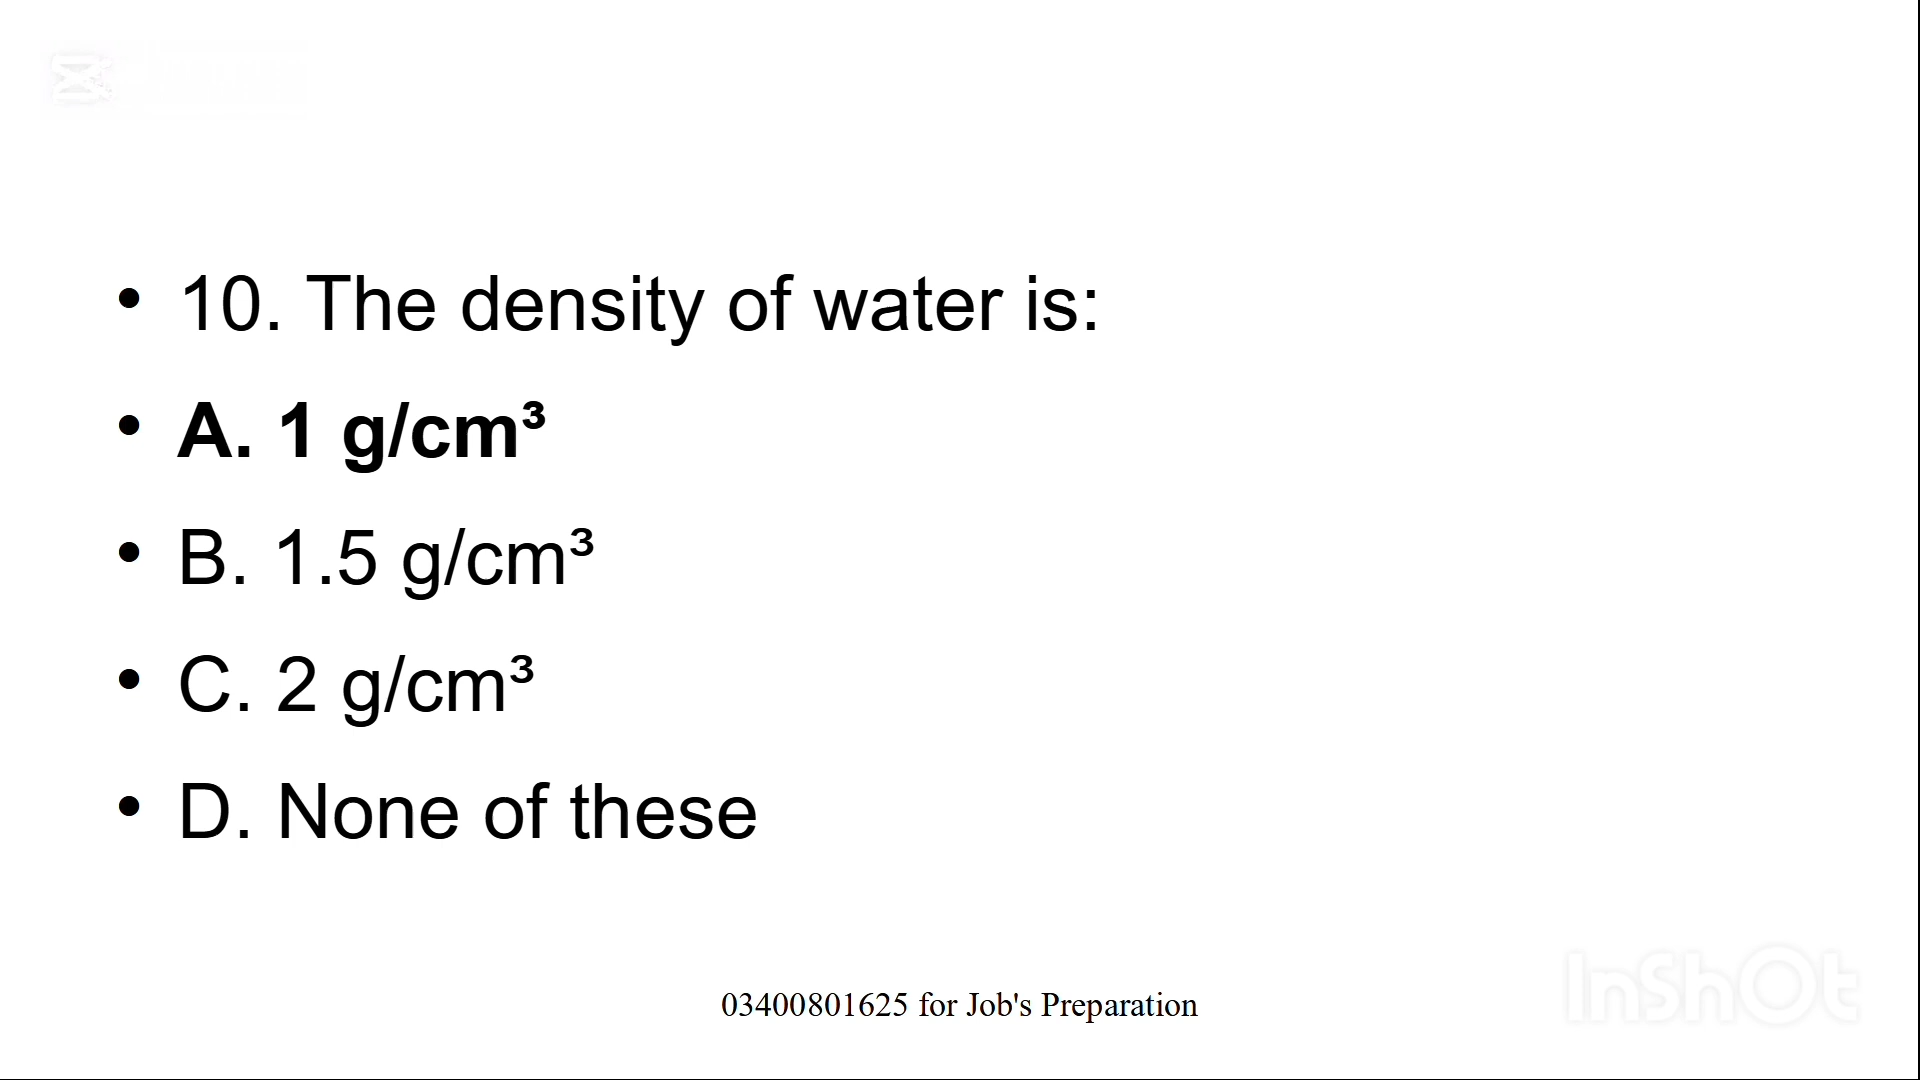 • 10. The density of water is:
• A. 1 g/cm³
• B. 1.5 g/cm³
• C. 2 g/cm³
• D. None of these
03400801625 for Job's Preparation
InShOt